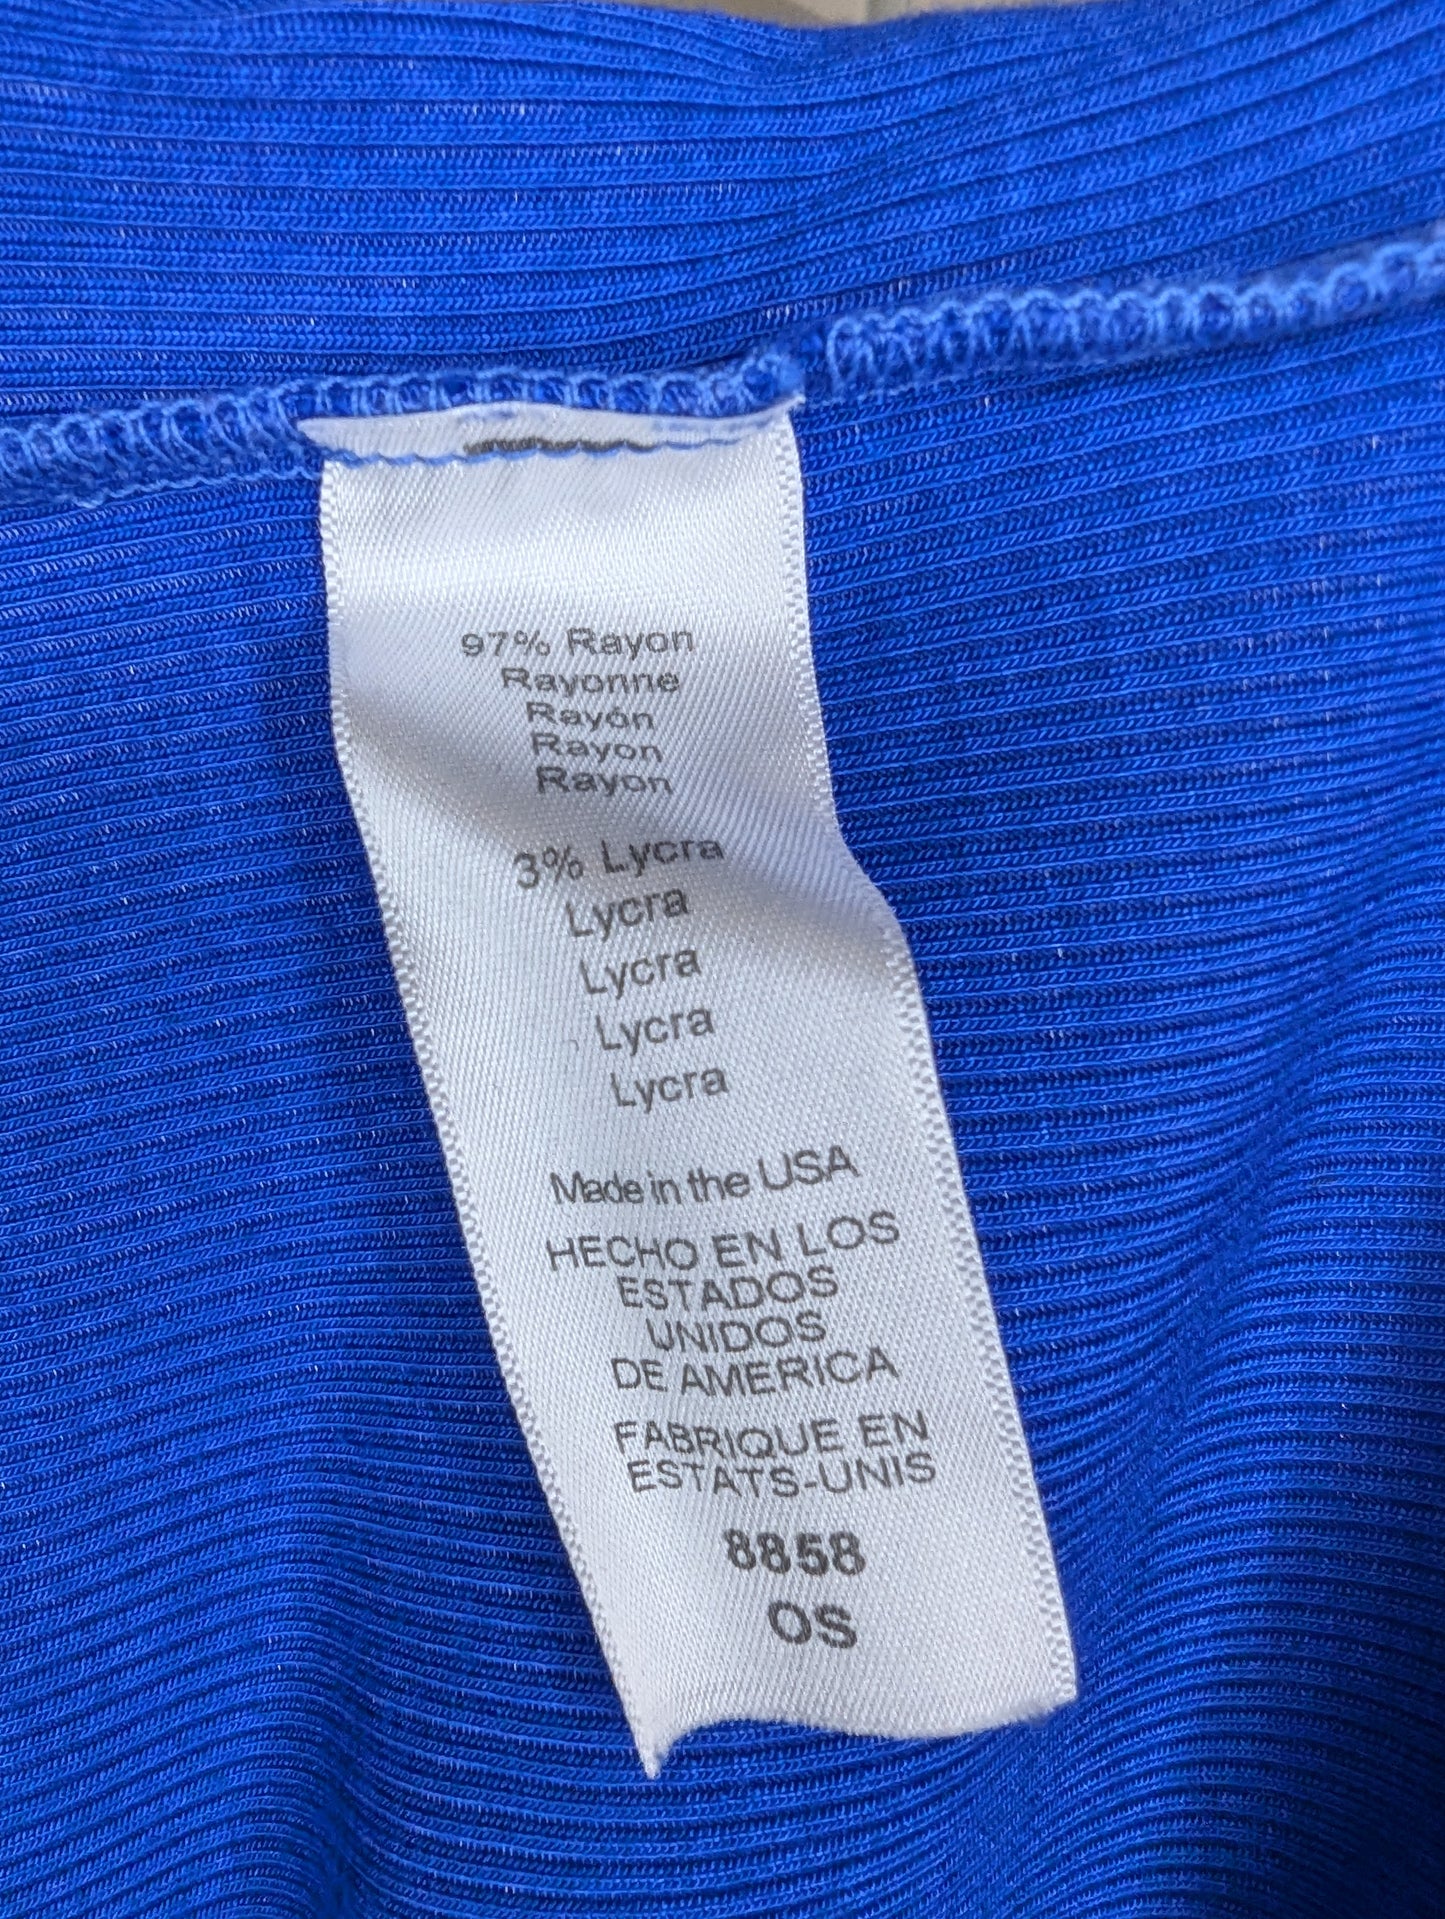 97% Rayon
Rayonne
Rayón
Rayon
Rayon
3% Lycra
Lycra
Lycra
Lycra
Lycra
Made in the USA
HECHO EN LOS
ESTADOS
UNIDOS
DE AMERICA
FABRIQUE EN
ESTATS-UNIS
8858
OS